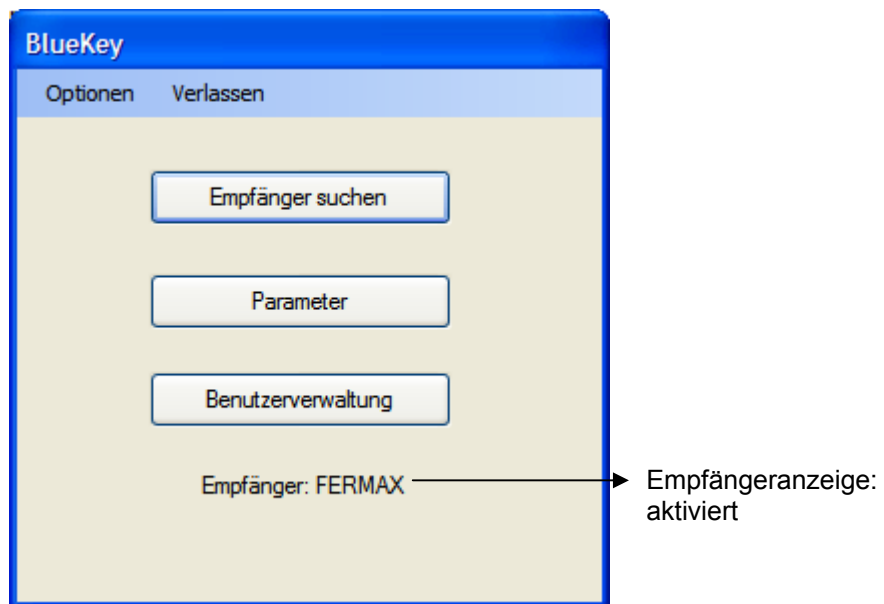 BlueKey
Optionen Verlassen
Empfänger suchen
Parameter
Benutzerverwaltung
Empfänger: FERMAX
Empfängeranzeige:
aktiviert